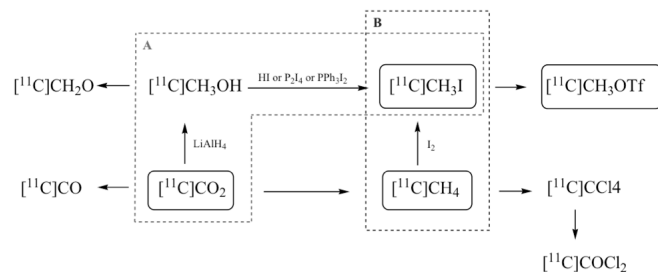 A
B
[¹¹C]CH₂O
[¹¹C]CH₃OH
HI or P₂I₄ or PPh₃I₂
[¹¹C]CH₃I
[¹¹C]CH₃OTf
LiAlH₄
I₂
[¹¹C]CO
[¹¹C]CO₂
[¹¹C]CH₄
[¹¹C]CCl4
[¹¹C]COCl₂